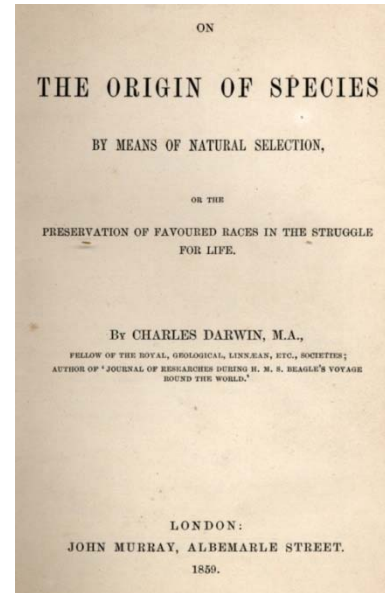 ON
THE ORIGIN OF SPECIES
BY MEANS OF NATURAL SELECTION,
OR THE
PRESERVATION OF FAVOURED RACES IN THE STRUGGLE
FOR LIFE.
BY CHARLES DARWIN, M.A.,
FELLOW OF THE ROYAL, GEOLOGICAL, LINNÆAN, ETC., SOCIETIES;
AUTHOR OF ‘JOURNAL OF RESEARCHES DURING H. M. S. BEAGLE’S VOYAGE
ROUND THE WORLD.’
LONDON:
JOHN MURRAY, ALBEMARLE STREET.
1859.